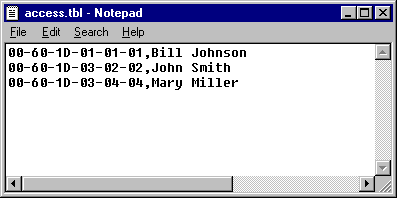 access.tbl - Notepad
File Edit Search Help
00-60-1D-01-01-01,Bill Johnson
00-60-1D-03-02-02,John Smith
00-60-1D-03-04-04,Mary Miller